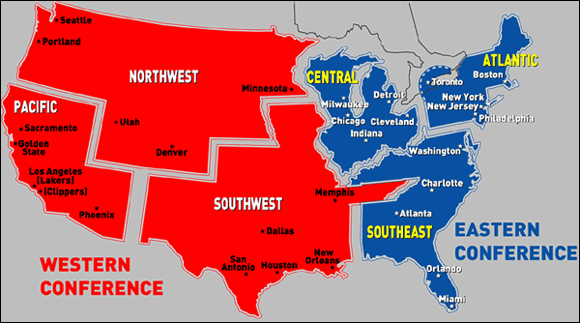 Seattle
Portland
NORTHWEST
Minnesota
PACIFIC
Sacramento
Golden
State
Utah
Denver
Los Angeles
(Lakers)
(Clippers)
Phoenix
SOUTHWEST
Memphis
Dallas
San
Antonio
Houston
New
Orleans
WESTERN
CONFERENCE
CENTRAL
Milwaukee
Detroit
Chicago
Cleveland
Indiana
ATLANTIC
Toronto
Boston
New York
New Jersey
Philadelphia
Washington
Charlotte
Atlanta
SOUTHEAST
Orlando
Miami
EASTERN
CONFERENCE